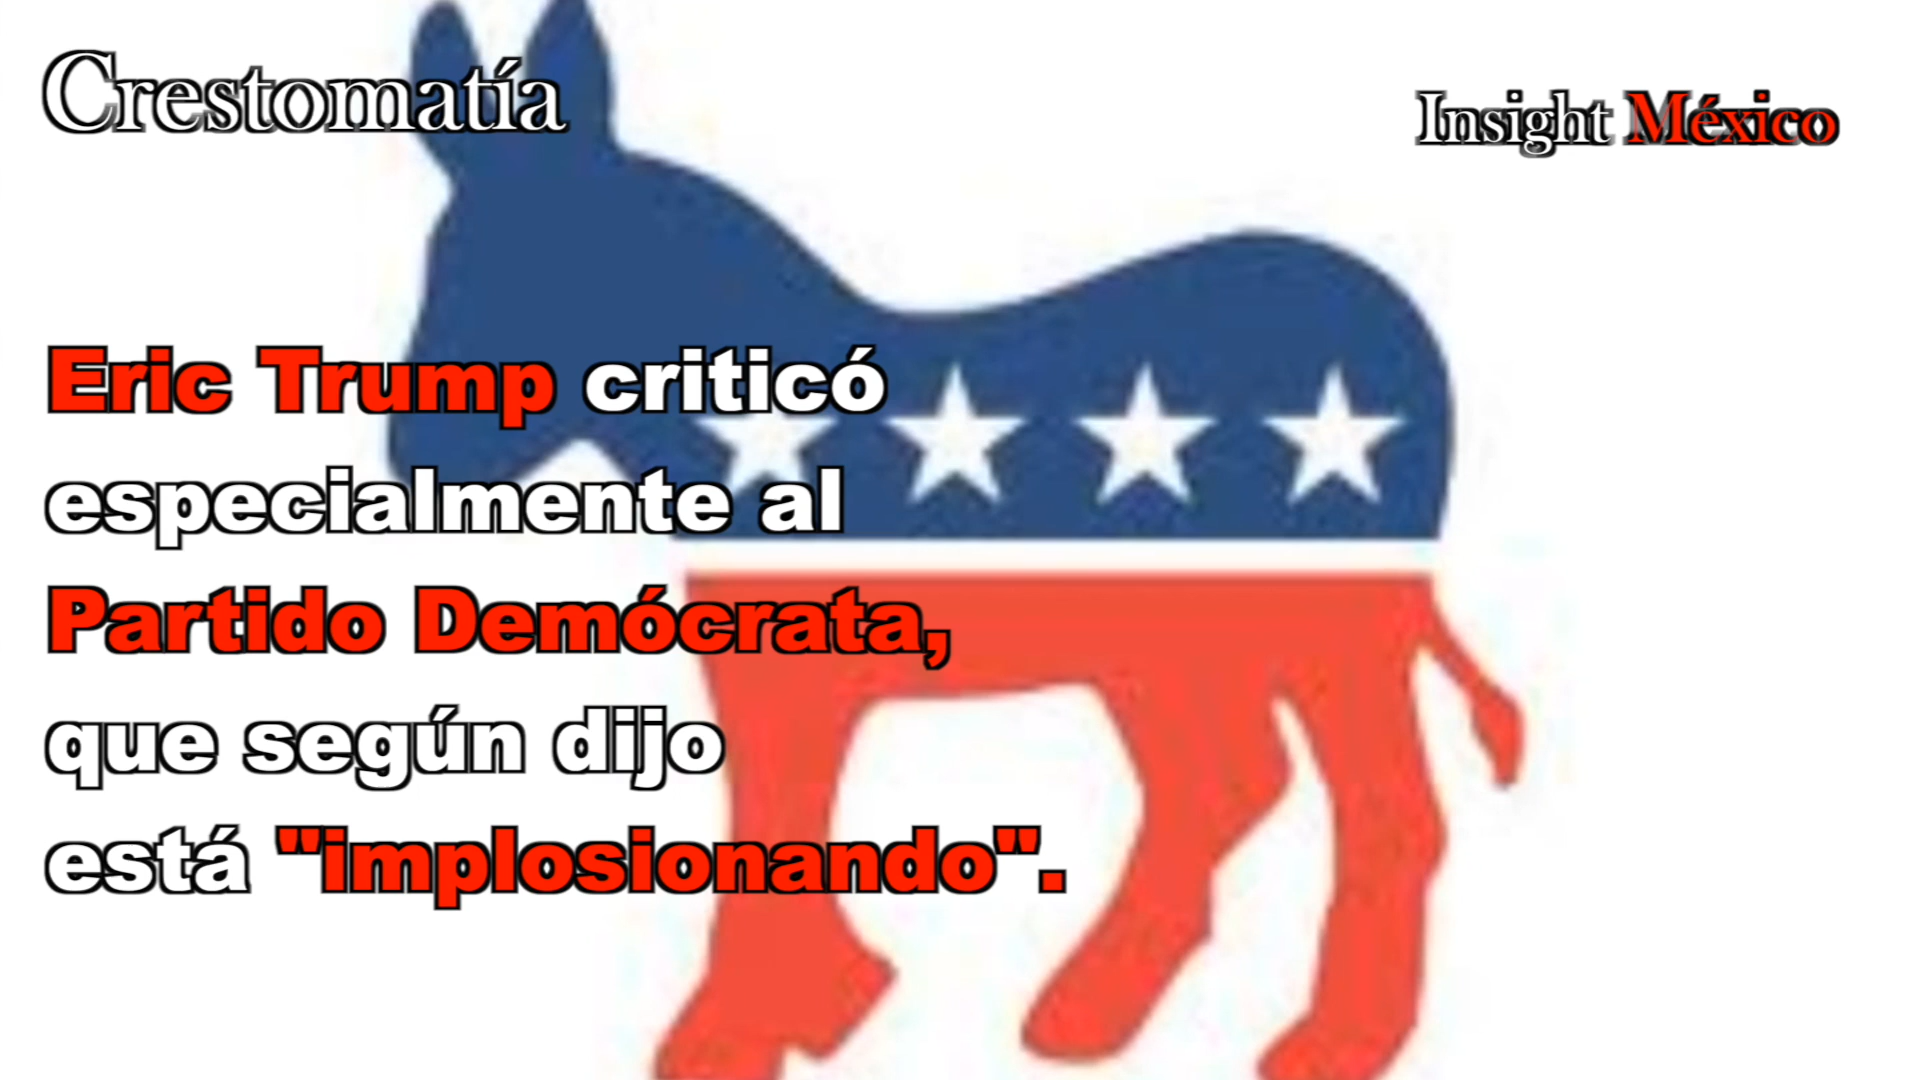 Crestomatía
Insight México
Eric Trump criticó
especialmente al
Partido Demócrata,
que según dijo
está "implosionando".